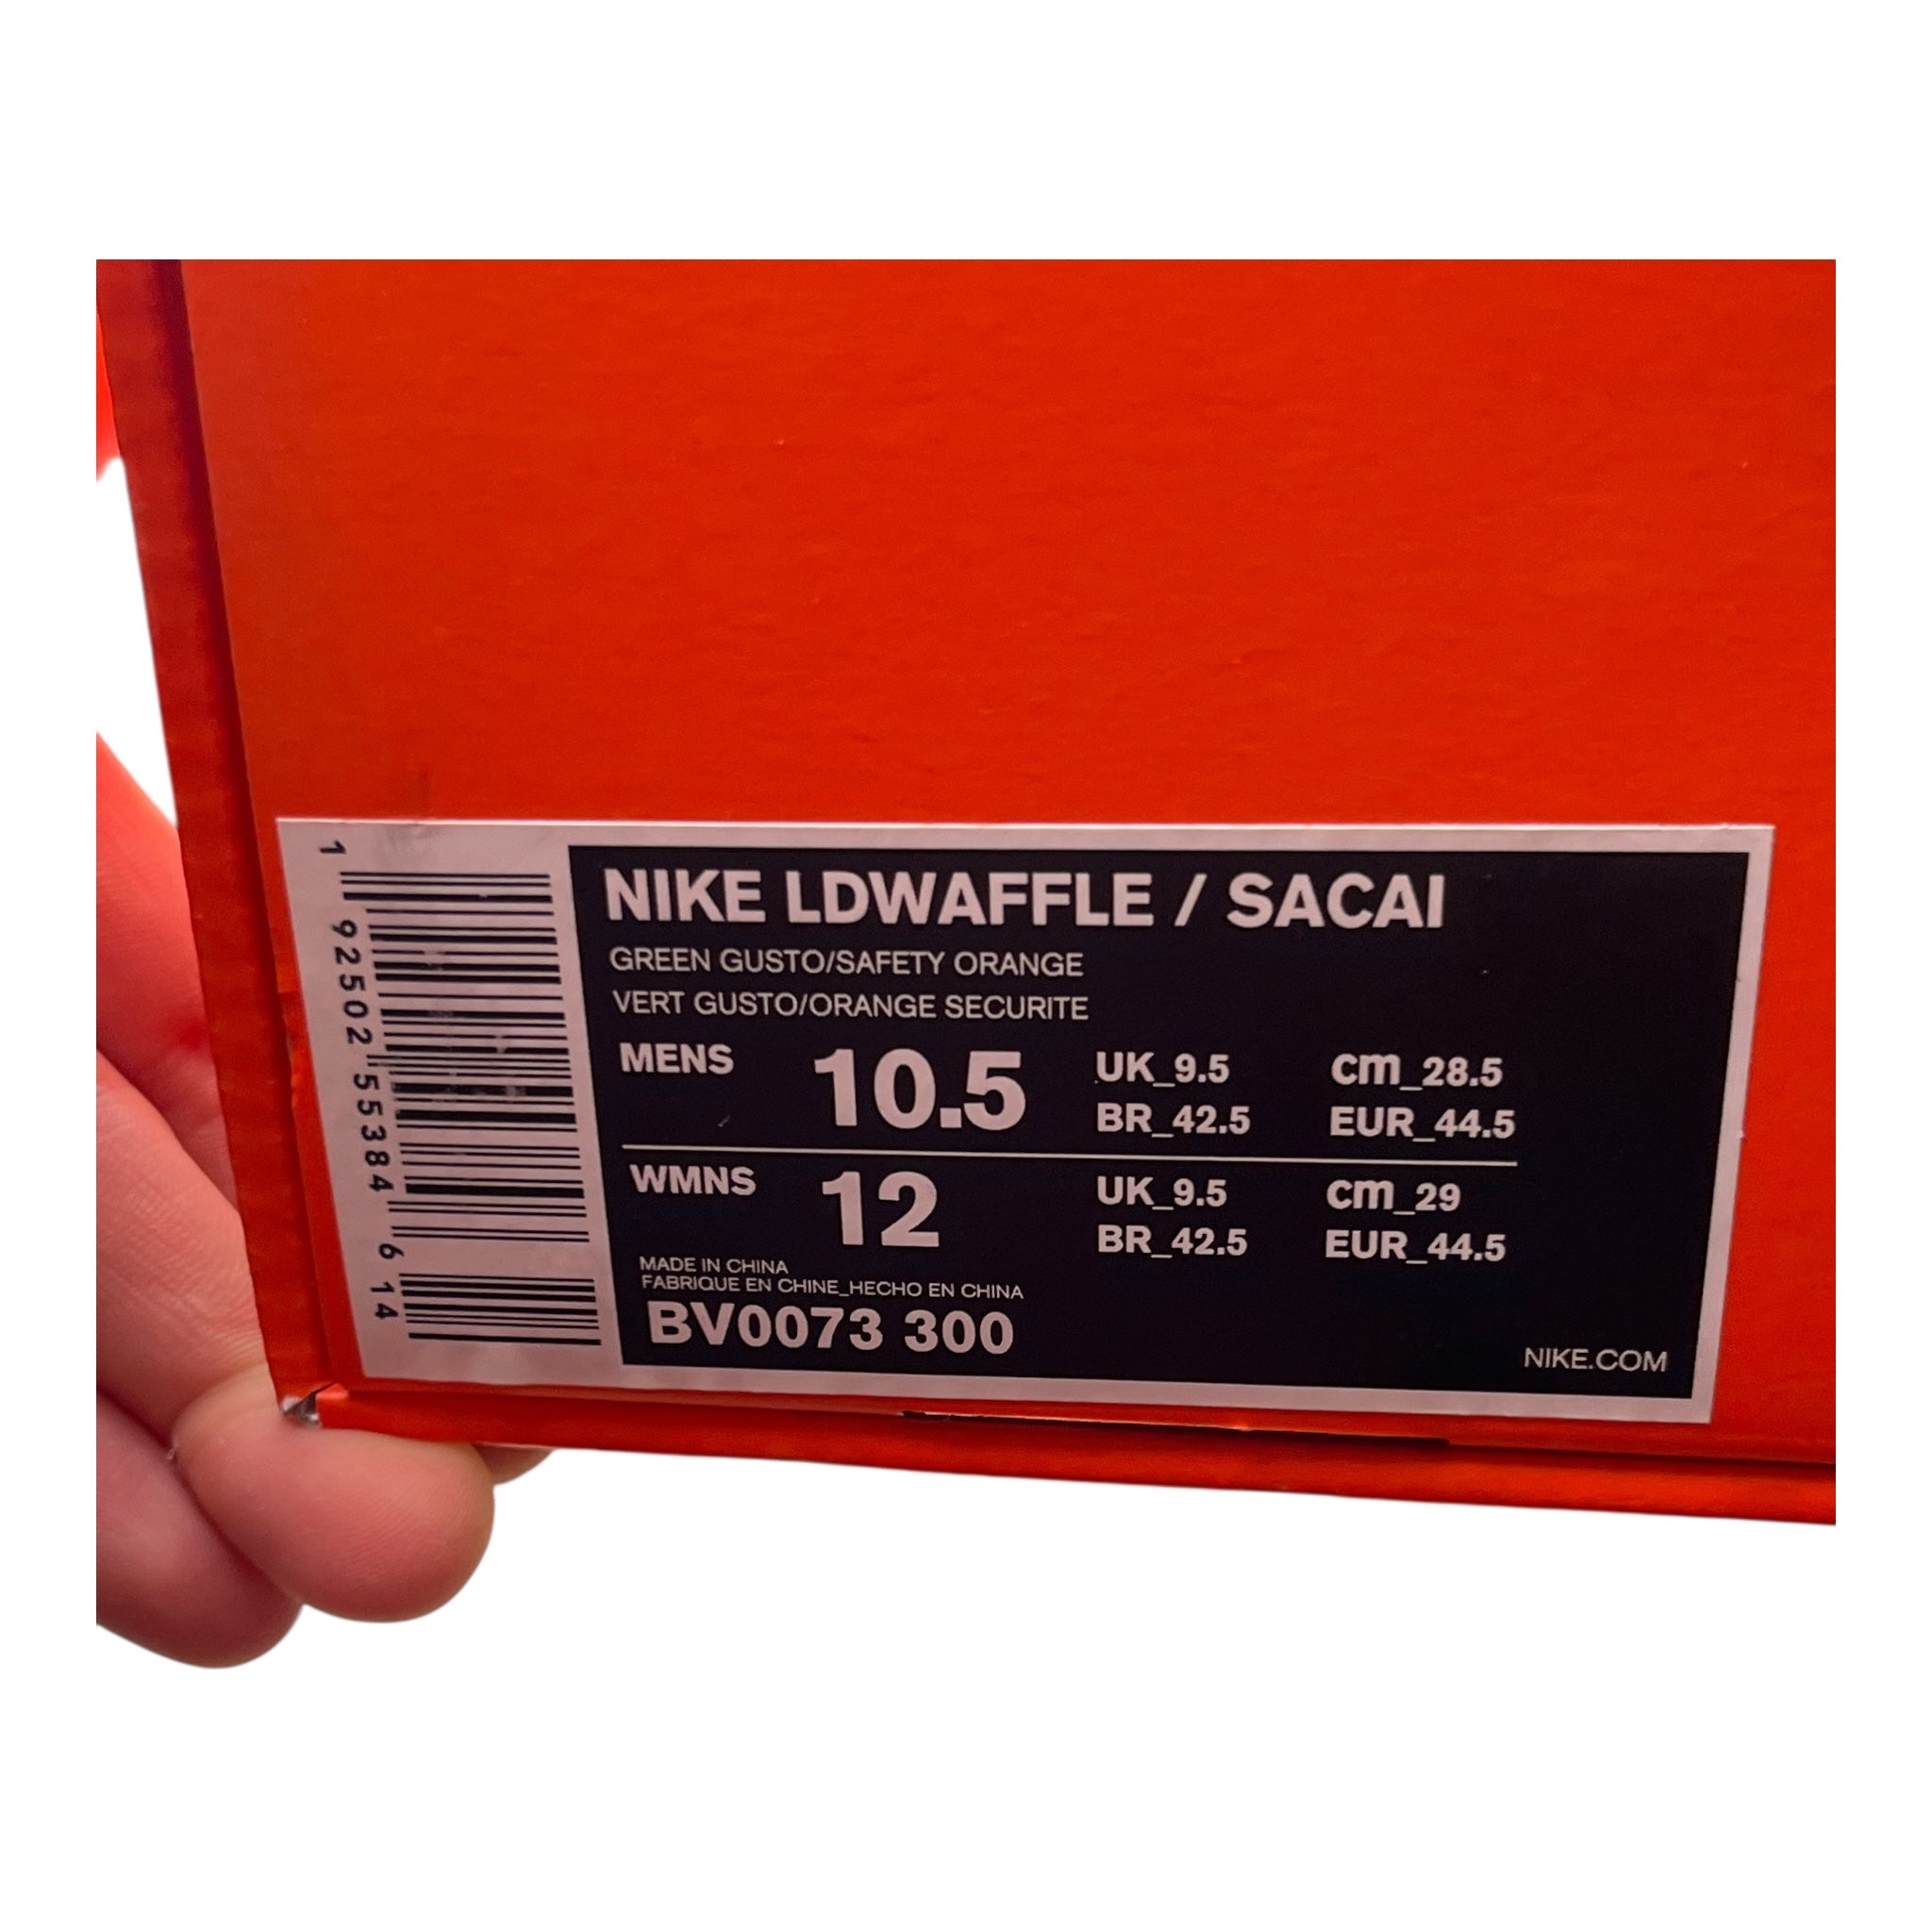 1 92502 55384 6 14
NIKE LDWAFFLE / SACAI
GREEN GUSTO/SAFETY ORANGE
VERT GUSTO/ORANGE SECURITE
MENS 10.5 UK_9.5 cm_28.5
BR_42.5 EUR_44.5
WMNS 12 UK_9.5 cm_29
BR_42.5 EUR_44.5
MADE IN CHINA
FABRIQUE EN CHINE_HECHO EN CHINA
BV0073 300
NIKE.COM